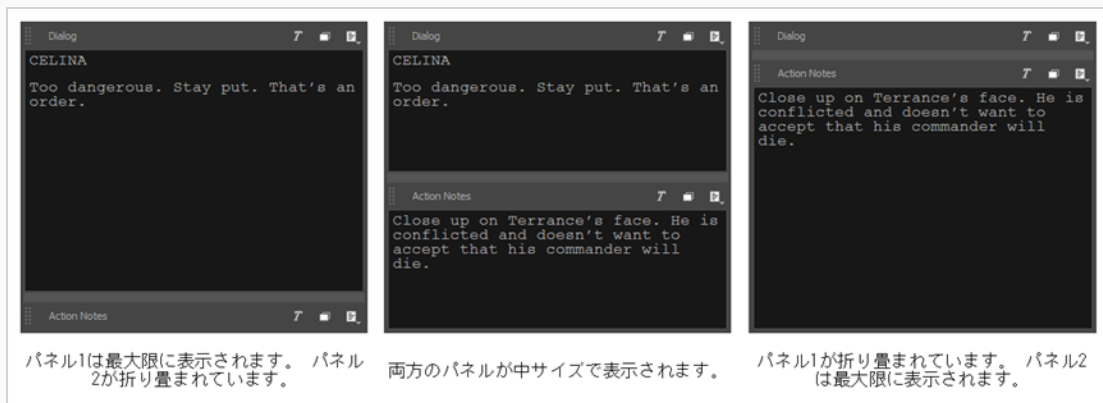 Dialog
CELINA
Too dangerous. Stay put. That's an
order.
Action Notes
パネル1は最大限に表示されます。 パネル
2が折り畳まれています。
Dialog
CELINA
Too dangerous. Stay put. That's an
order.
Action Notes
Close up on Terrance's face. He is
conflicted and doesn't want to
accept that his commander will
die.
両方のパネルが中サイズで表示されます。
Dialog
Action Notes
Close up on Terrance's face. He is
conflicted and doesn't want to
accept that his commander will
die.
パネル1が折り畳まれています。 パネル2
は最大限に表示されます。